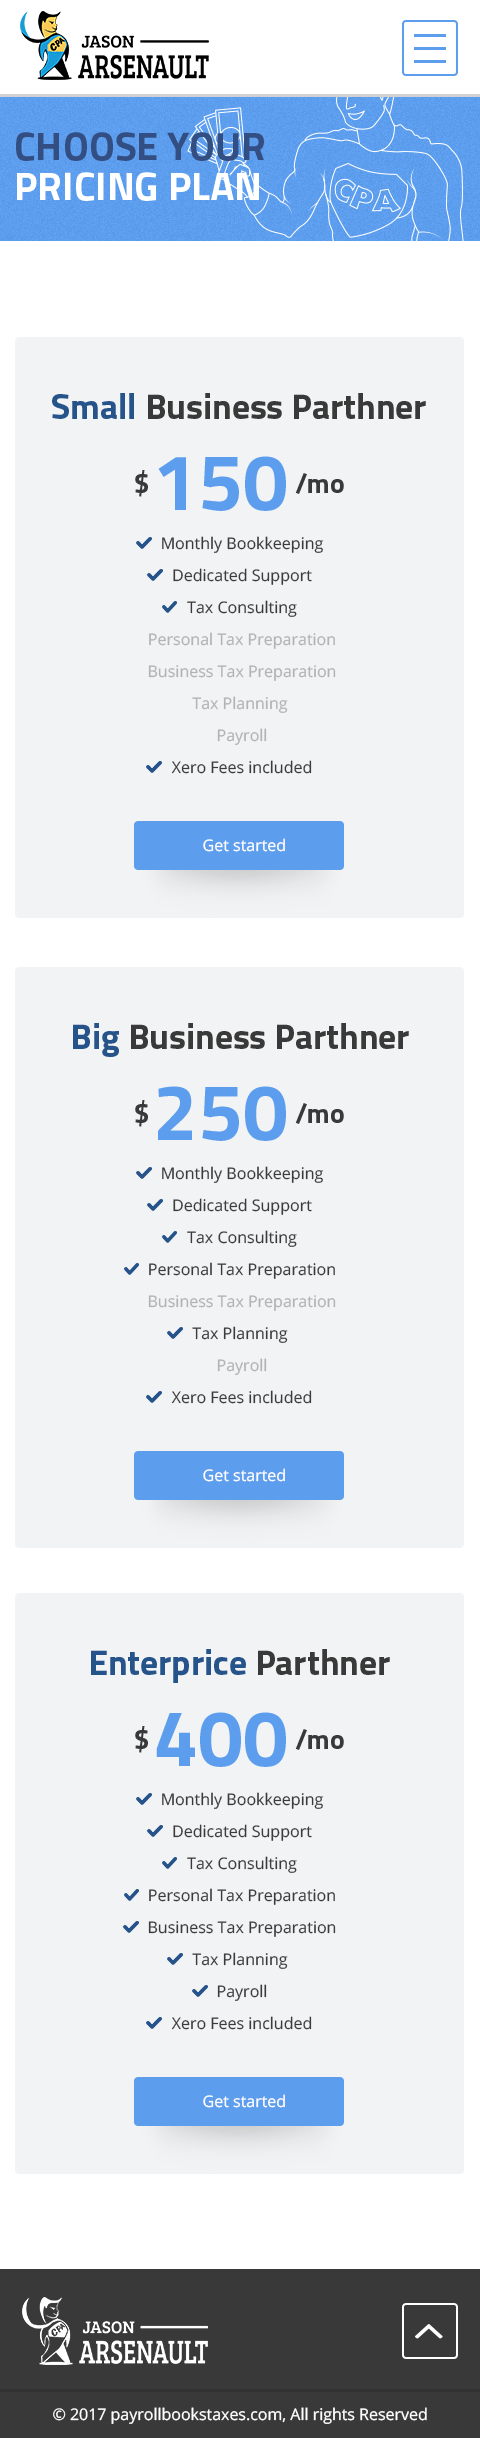 CPA
JASON
ARSENAULT
CHOOSE YOUR
PRICING PLAN
CPA
Small Business Parthner
$ 150 /mo
Monthly Bookkeeping
Dedicated Support
Tax Consulting
Personal Tax Preparation
Business Tax Preparation
Tax Planning
Payroll
Xero Fees included
Get started
Big Business Parthner
$ 250 /mo
Monthly Bookkeeping
Dedicated Support
Tax Consulting
Personal Tax Preparation
Business Tax Preparation
Tax Planning
Payroll
Xero Fees included
Get started
Enterprice Parthner
$ 400 /mo
Monthly Bookkeeping
Dedicated Support
Tax Consulting
Personal Tax Preparation
Business Tax Preparation
Tax Planning
Payroll
Xero Fees included
Get started
CPA
JASON
ARSENAULT
© 2017 payrollbookstaxes.com, All rights Reserved